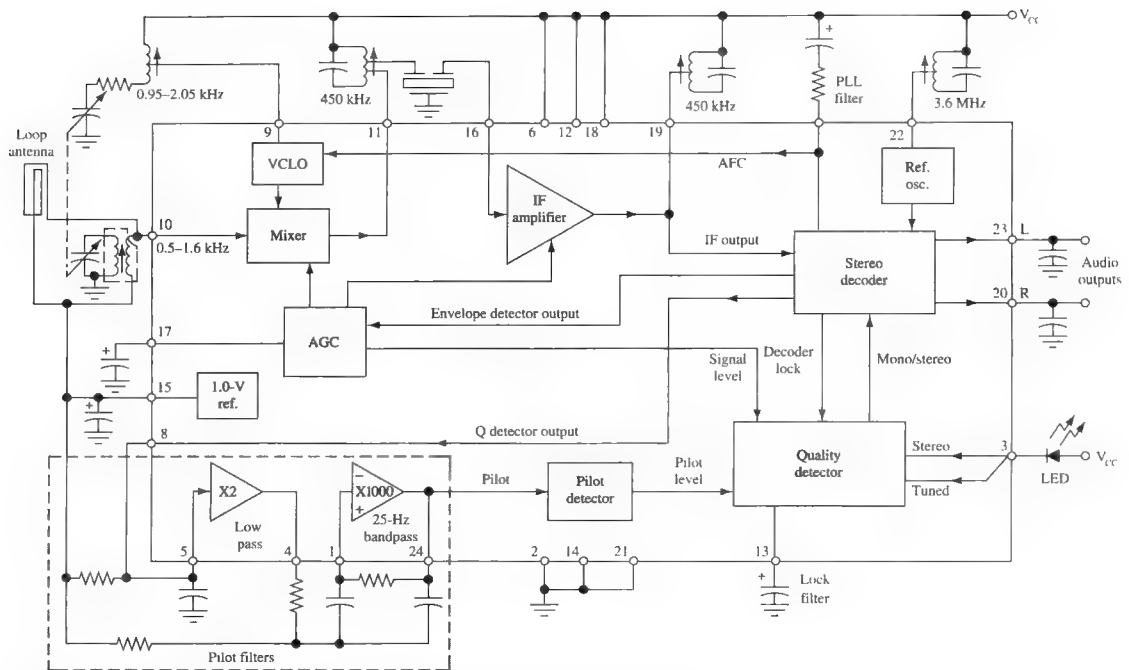 V_CC
0.95–2.05 kHz
450 kHz
450 kHz
PLL
filter
3.6 MHz
9
11
16
6
12
18
19
22
Loop
antenna
VCLO
AFC
Ref.
osc.
IF
amplifier
10
0.5–1.6 kHz
Mixer
IF output
Stereo
decoder
23
L
Audio
outputs
20
R
Envelope detector output
17
AGC
Signal
level
Decoder
lock
Mono/stereo
15
1.0-V
ref.
8
Q detector output
3
V_CC
LED
Stereo
Tuned
Quality
detector
X2
Low
pass
−
X1000
+
25-Hz
bandpass
Pilot
Pilot
detector
Pilot
level
5
4
1
24
2
14
21
13
Lock
filter
Pilot filters
+
+
+
+